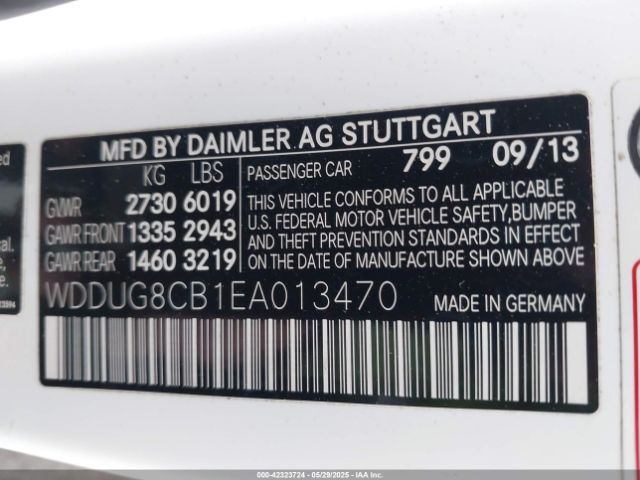 MFD BY DAIMLER AG STUTTGART
KG LBS
GVWR 2730 6019
GAWR FRONT 1335 2943
GAWR REAR 1460 3219
PASSENGER CAR 799 09/13
THIS VEHICLE CONFORMS TO ALL APPLICABLE
U.S. FEDERAL MOTOR VEHICLE SAFETY,BUMPER
AND THEFT PREVENTION STANDARDS IN EFFECT
ON THE DATE OF MANUFACTURE SHOWN ABOVE
WDDUG8CB1EA013470 MADE IN GERMANY
000-42323724 - 05/29/2025 - IAAI.COM